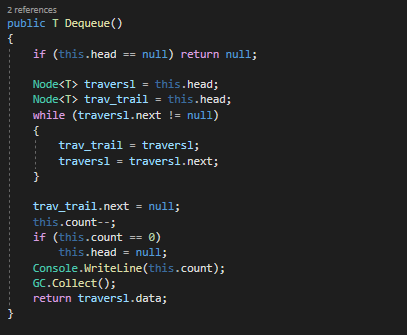 2 references
public T Dequeue()
{
if (this.head == null) return null;
Node<T> traversl = this.head;
Node<T> trav_trail = this.head;
while (traversl.next != null)
{
trav_trail = traversl;
traversl = traversl.next;
}
trav_trail.next = null;
this.count--;
if (this.count == 0)
this.head = null;
Console.WriteLine(this.count);
GC.Collect();
return traversl.data;
}